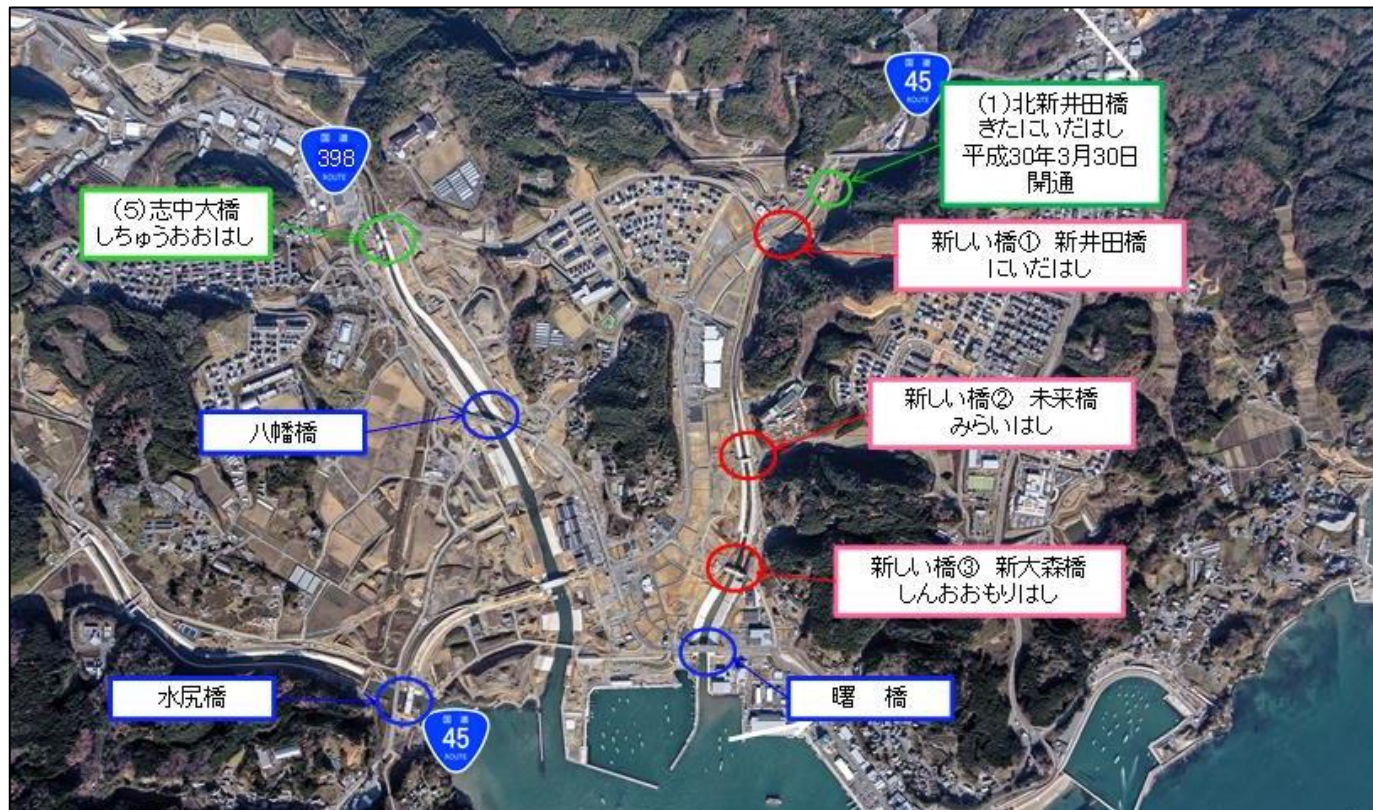 国道
45
ROUTE
(1)北新井田橋
きたにいだはし
平成30年3月30日
開通
国道
398
ROUTE
(5)志中大橋
しちゅうおおはし
新しい橋① 新井田橋
にいだはし
八幡橋
新しい橋② 未来橋
みらいはし
新しい橋③ 新大森橋
しんおおもりはし
水尻橋
曙　橋
国道
45
ROUTE